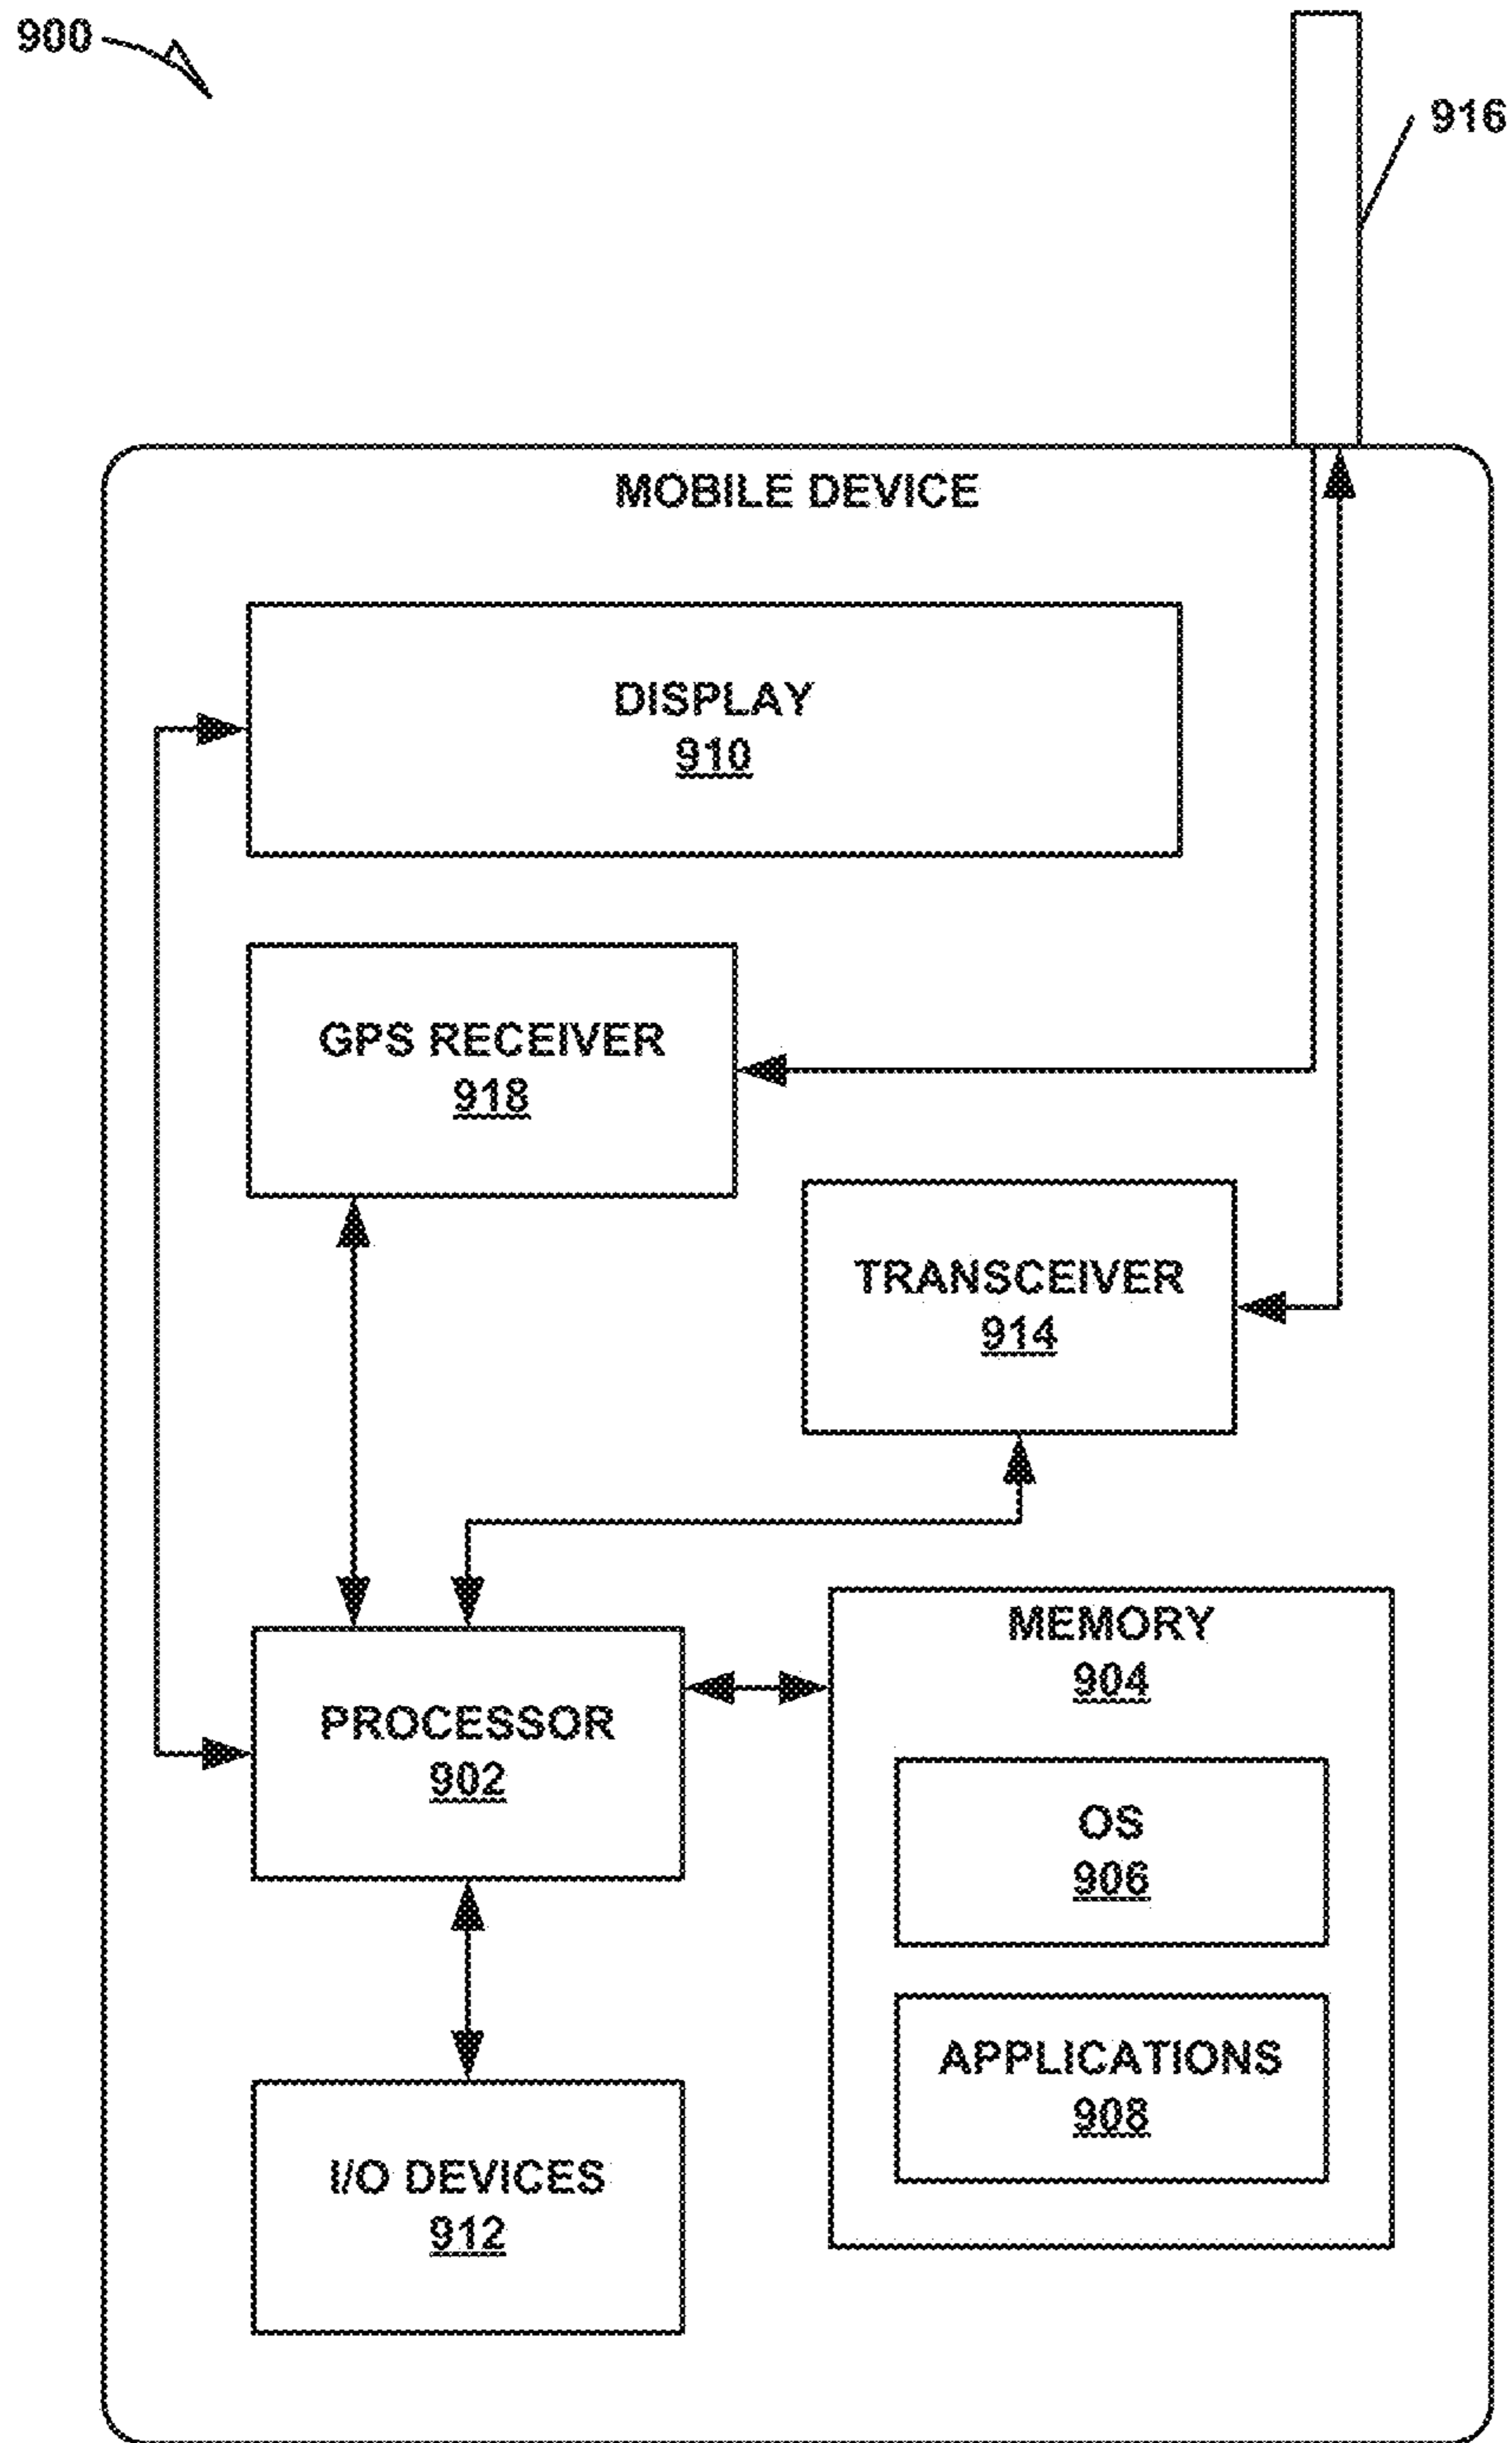 900
916
MOBILE DEVICE
DISPLAY
910
GPS RECEIVER
918
TRANSCEIVER
914
MEMORY
904
PROCESSOR
902
OS
906
APPLICATIONS
908
I/O DEVICES
912